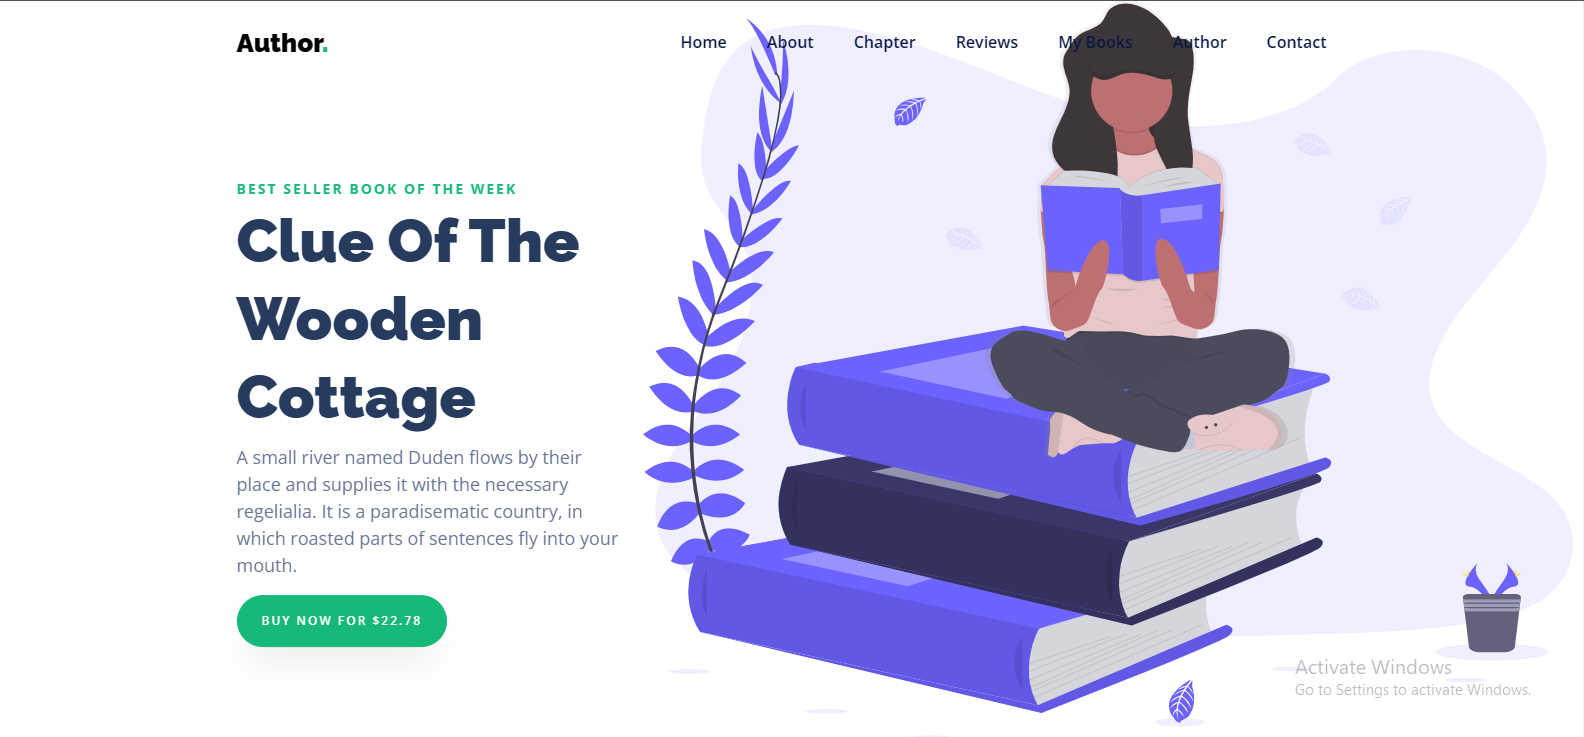 Author.
Home About Chapter Reviews My Books Author Contact
BEST SELLER BOOK OF THE WEEK
Clue Of The
Wooden
Cottage
A small river named Duden flows by their
place and supplies it with the necessary
regelialia. It is a paradisematic country, in
which roasted parts of sentences fly into your
mouth.
BUY NOW FOR $22.78
Activate Windows
Go to Settings to activate Windows.